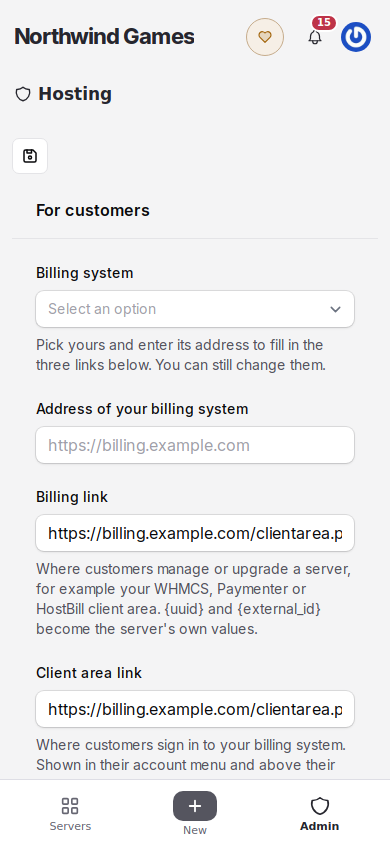 Northwind Games
15
Hosting
For customers
Billing system
Select an option
Pick yours and enter its address to fill in the
three links below. You can still change them.
Address of your billing system
https://billing.example.com
Billing link
https://billing.example.com/clientarea.p
Where customers manage or upgrade a server,
for example your WHMCS, Paymenter or
HostBill client area. {uuid} and {external_id}
become the server's own values.
Client area link
https://billing.example.com/clientarea.p
Where customers sign in to your billing system.
Shown in their account menu and above their
Servers
New
Admin